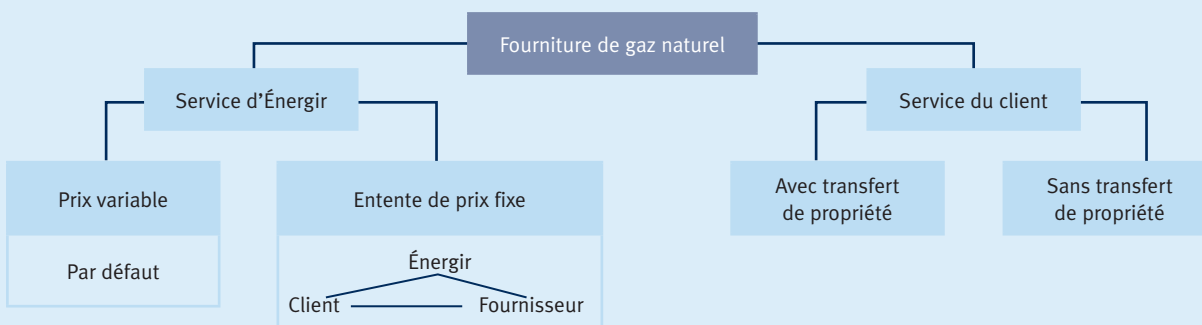 Fourniture de gaz naturel
Service d'Énergir
Service du client
Prix variable
Entente de prix fixe
Avec transfert
de propriété
Sans transfert
de propriété
Par défaut
Énergir
Client
Fournisseur